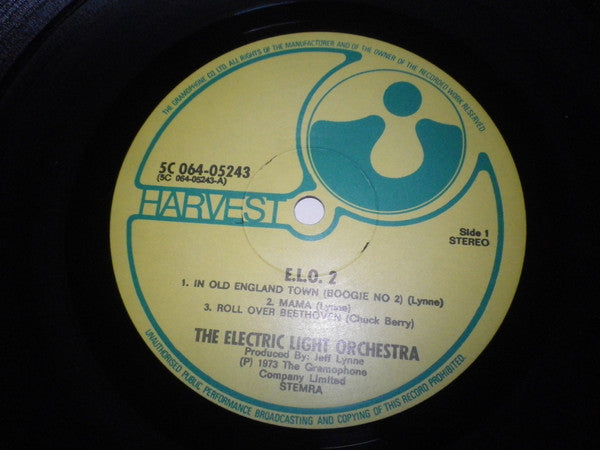 THE GRAMOPHONE CO LTD. ALL RIGHTS OF THE MANUFACTURER AND OF THE OWNER OF THE RECORDED WORK RESERVED.
5C 064-05243
(5C 064-05243-A)
HARVEST
Side 1
STEREO
E.L.O. 2
1. IN OLD ENGLAND TOWN (BOOGIE NO 2) (Lynne)
2. MAMA (Lynne)
3. ROLL OVER BEETHOVEN (Chuck Berry)
THE ELECTRIC LIGHT ORCHESTRA
Produced By: Jeff Lynne
(P) 1973 The Gramophone
Company Limited
STEMRA
UNAUTHORISED PUBLIC PERFORMANCE BROADCASTING AND COPYING OF THIS RECORD PROHIBITED.